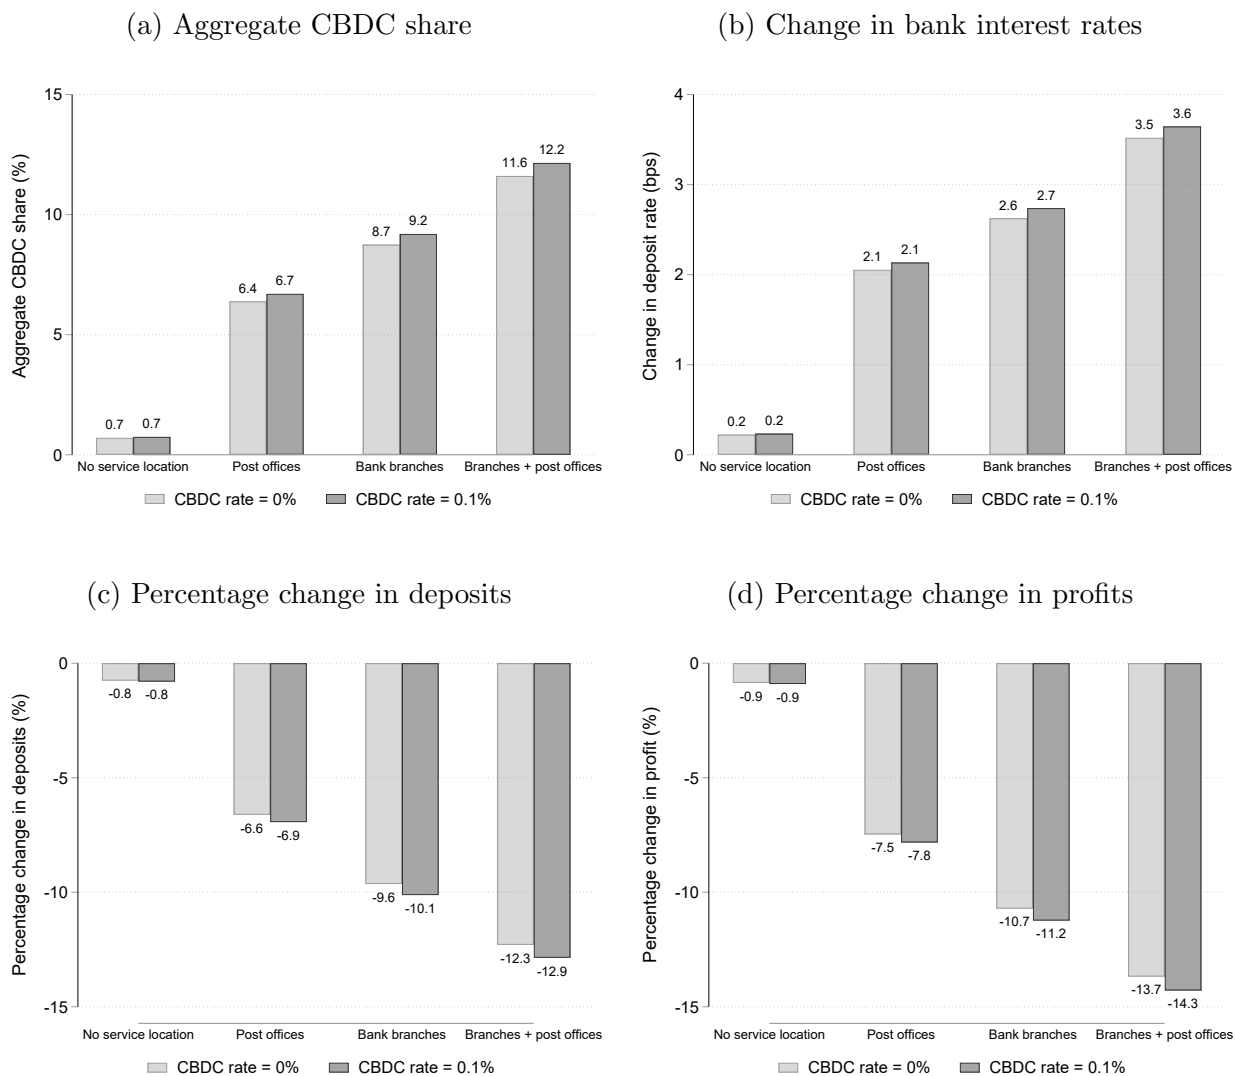 (a) Aggregate CBDC share
Aggregate CBDC share (%)
15
10
5
0
0.7 0.7
6.4 6.7
8.7 9.2
11.6 12.2
No service location Post offices Bank branches Branches + post offices
CBDC rate = 0% CBDC rate = 0.1%
(b) Change in bank interest rates
Change in deposit rate (bps)
4
3
2
1
0
0.2 0.2
2.1 2.1
2.6 2.7
3.5 3.6
No service location Post offices Bank branches Branches + post offices
CBDC rate = 0% CBDC rate = 0.1%
(c) Percentage change in deposits
Percentage change in deposits (%)
0
-5
-10
-15
-0.8 -0.8
-6.6 -6.9
-9.6 -10.1
-12.3 -12.9
No service location Post offices Bank branches Branches + post offices
CBDC rate = 0% CBDC rate = 0.1%
(d) Percentage change in profits
Percentage change in profit (%)
0
-5
-10
-15
-0.9 -0.9
-7.5 -7.8
-10.7 -11.2
-13.7 -14.3
No service location Post offices Bank branches Branches + post offices
CBDC rate = 0% CBDC rate = 0.1%